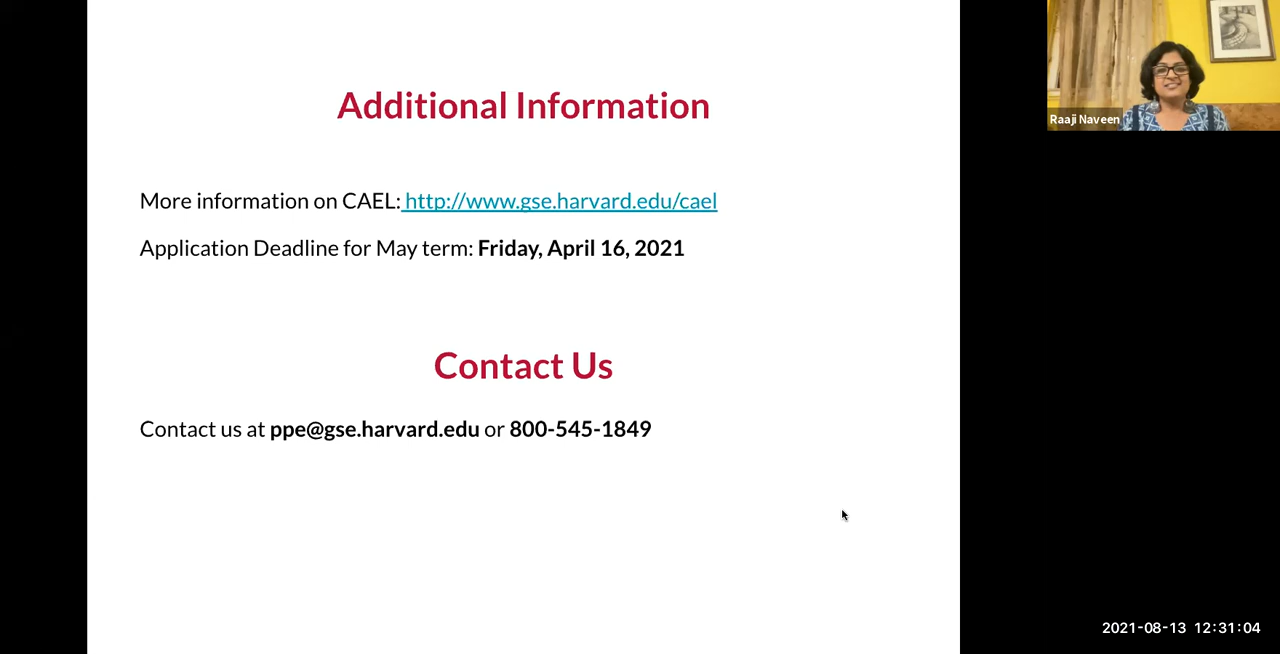 Additional Information
More information on CAEL: http://www.gse.harvard.edu/cael
Application Deadline for May term: Friday, April 16, 2021
Contact Us
Contact us at ppe@gse.harvard.edu or 800-545-1849
Raaji Naveen
2021-08-13 12:31:04